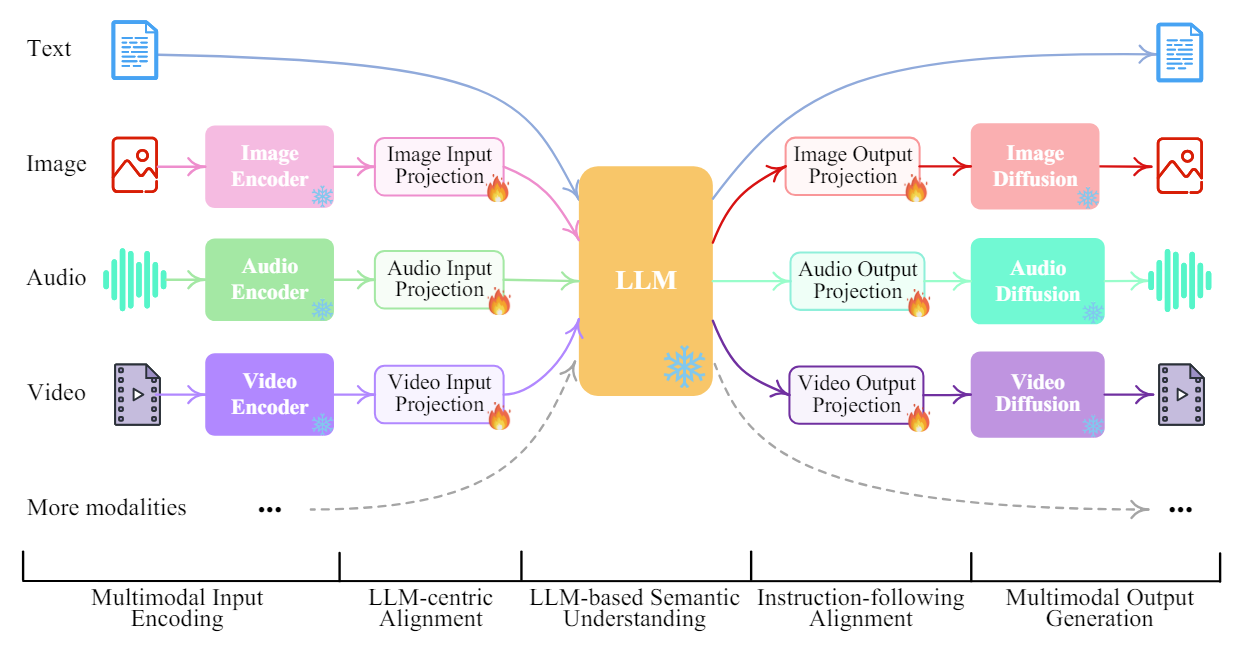 Text
Image
Image
Encoder
Image Input
Projection
Image Output
Projection
Image
Diffusion
Audio
Audio
Encoder
Audio Input
Projection
LLM
Audio Output
Projection
Audio
Diffusion
Video
Video
Encoder
Video Input
Projection
Video Output
Projection
Video
Diffusion
More modalities
...
...
Multimodal Input
Encoding
LLM-centric
Alignment
LLM-based Semantic
Understanding
Instruction-following
Alignment
Multimodal Output
Generation